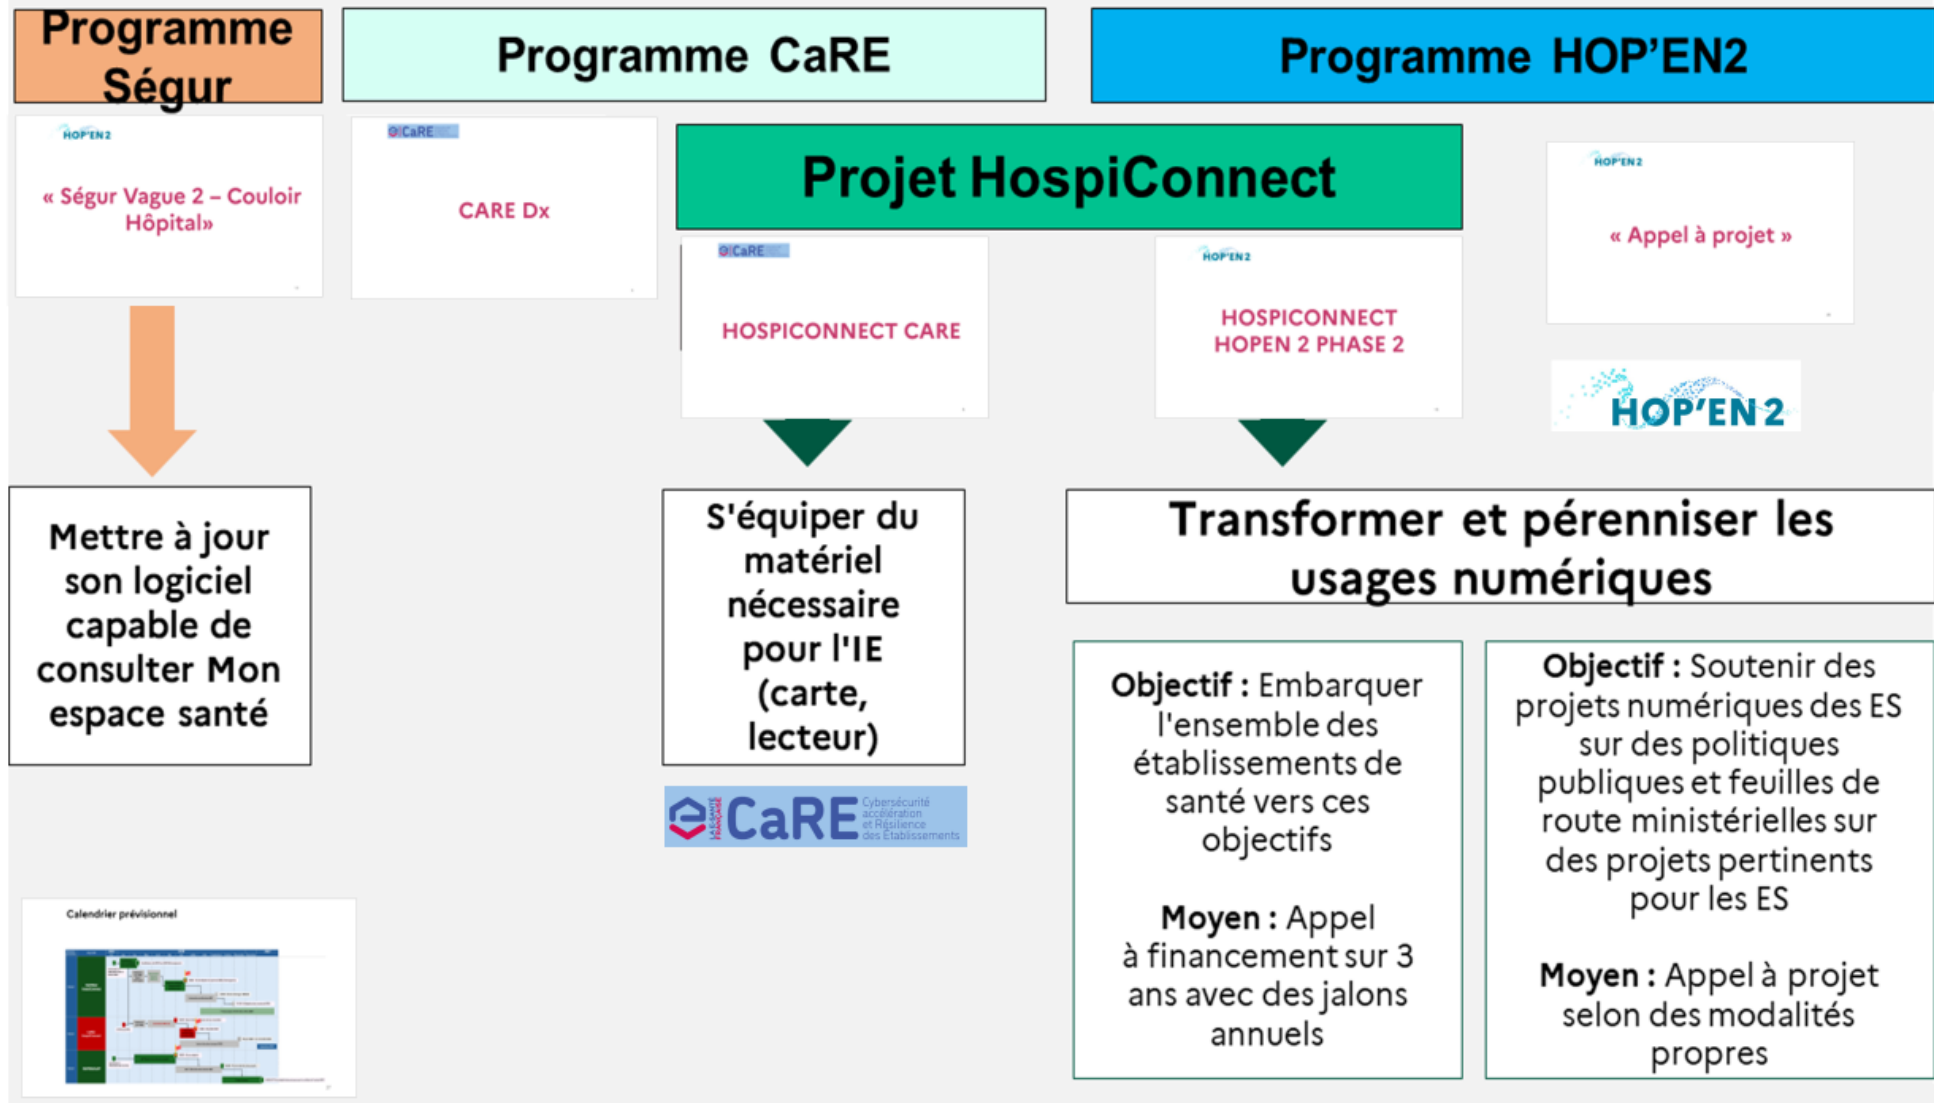 Programme
Ségur
Programme CaRE
Programme HOP'EN2
HOP'EN2
« Ségur Vague 2 – Couloir
Hôpital»
CaRE
CARE Dx
Projet HospiConnect
CaRE
HOSPICONNECT CARE
HOP'EN2
HOSPICONNECT
HOPEN 2 PHASE 2
HOP'EN2
« Appel à projet »
HOP'EN 2
Mettre à jour
son logiciel
capable de
consulter Mon
espace santé
S'équiper du
matériel
nécessaire
pour l'IE
(carte,
lecteur)
LA E-SANTÉ
FRANÇAISE
CaRE
Cybersécurité
accélération
et Résilience
des Établissements
Transformer et pérenniser les
usages numériques
Objectif : Embarquer
l'ensemble des
établissements de
santé vers ces
objectifs
Moyen : Appel
à financement sur 3
ans avec des jalons
annuels
Objectif : Soutenir des
projets numériques des ES
sur des politiques
publiques et feuilles de
route ministérielles sur
des projets pertinents
pour les ES
Moyen : Appel à projet
selon des modalités
propres
Calendrier prévisionnel